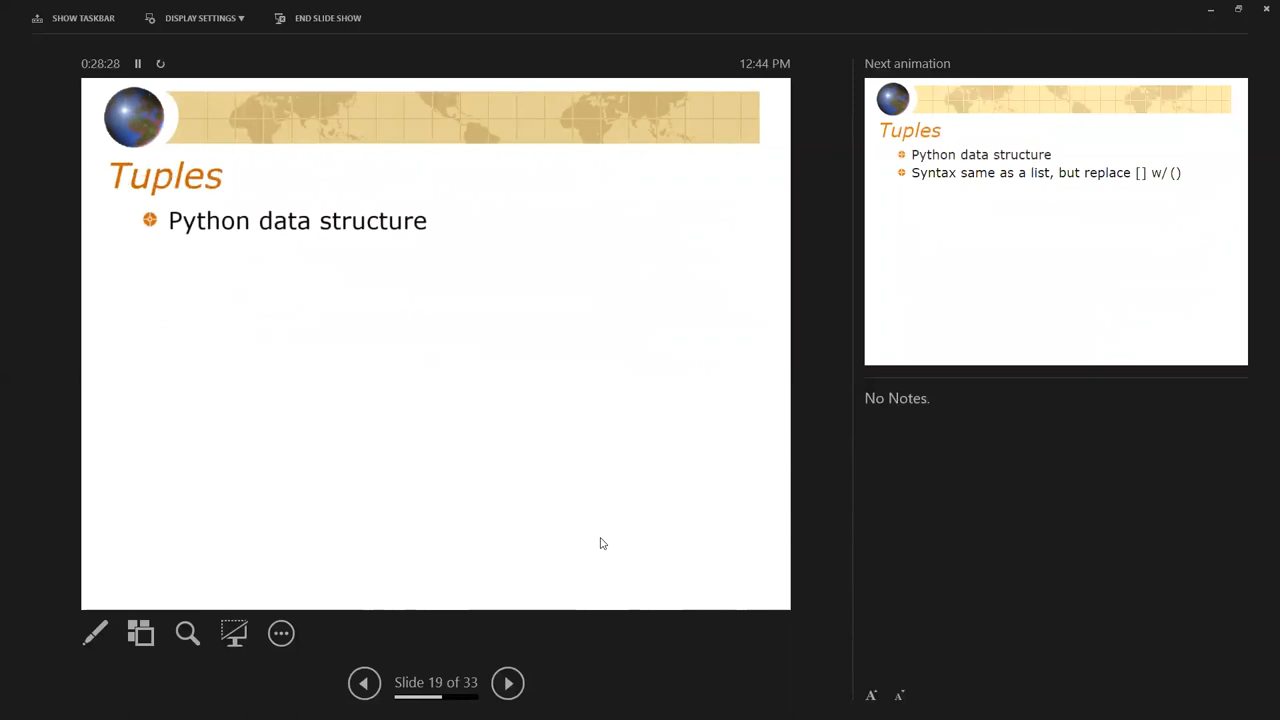 SHOW TASKBAR DISPLAY SETTINGS ▼ END SLIDE SHOW
0:28:28 12:44 PM
Tuples
Python data structure
Slide 19 of 33
Next animation
Tuples
Python data structure
Syntax same as a list, but replace [] w/ ()
No Notes.
A A